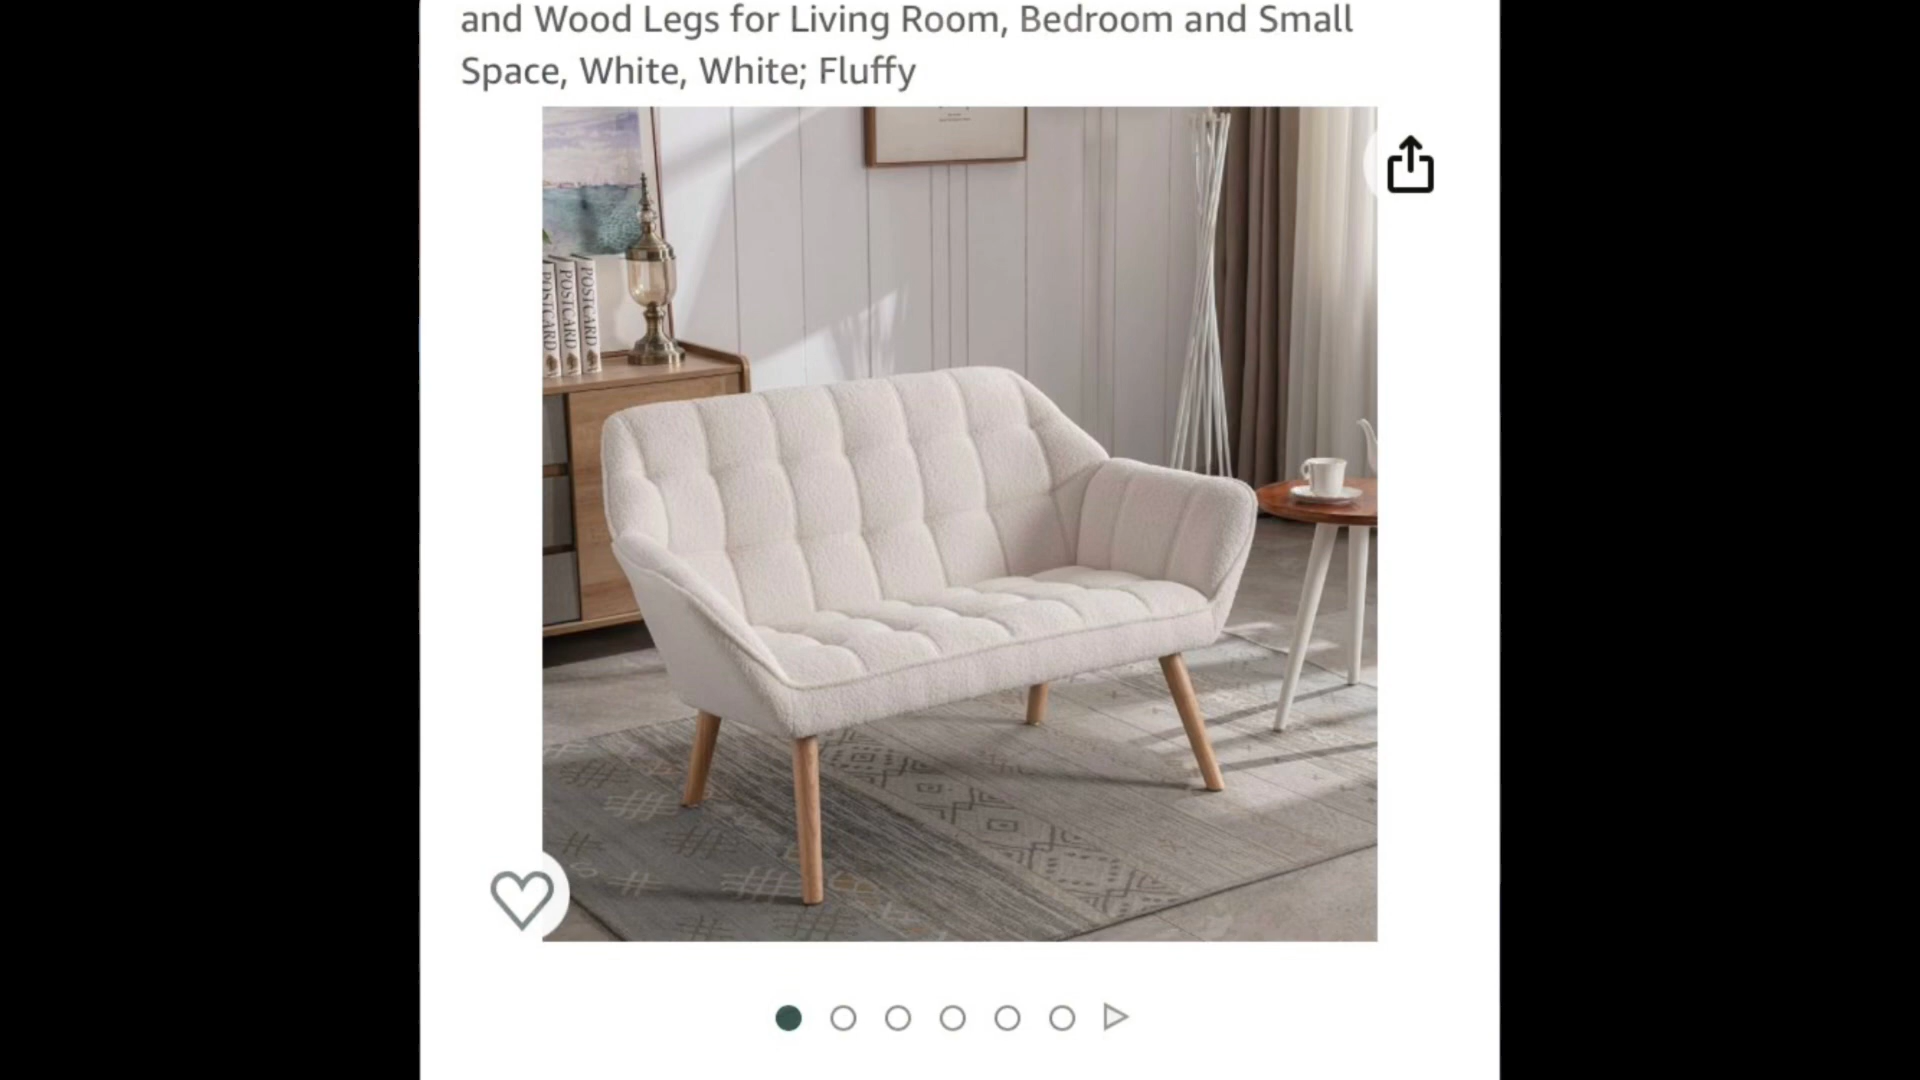 and Wood Legs for Living Room, Bedroom and Small
Space, White, White; Fluffy
POSTCARD
POSTCARD
POSTCARD